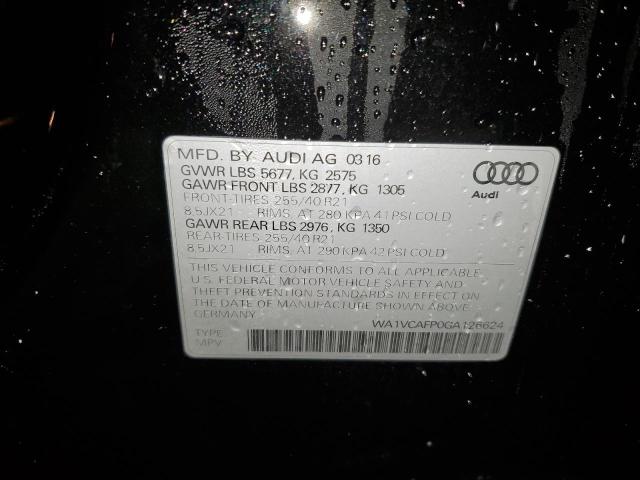 MFD. BY AUDI AG 03 16
GVWR LBS 5677, KG 2575
GAWR FRONT LBS 2877, KG 1305
FRONT-TIRES 255/40 R21
8.5JX21 RIMS, AT 280 KPA 41 PSI COLD
GAWR REAR LBS 2976, KG 1350
REAR-TIRES 255/40 R21
8.5JX21 RIMS, AT 290 KPA 42 PSI COLD
THIS VEHICLE CONFORMS TO ALL APPLICABLE
U.S. FEDERAL MOTOR VEHICLE SAFETY AND
THEFT PREVENTION STANDARDS IN EFFECT ON
THE DATE OF MANUFACTURE SHOWN ABOVE
GERMANY
WA1VCAFP0GA126624
TYPE:
MPV
Audi